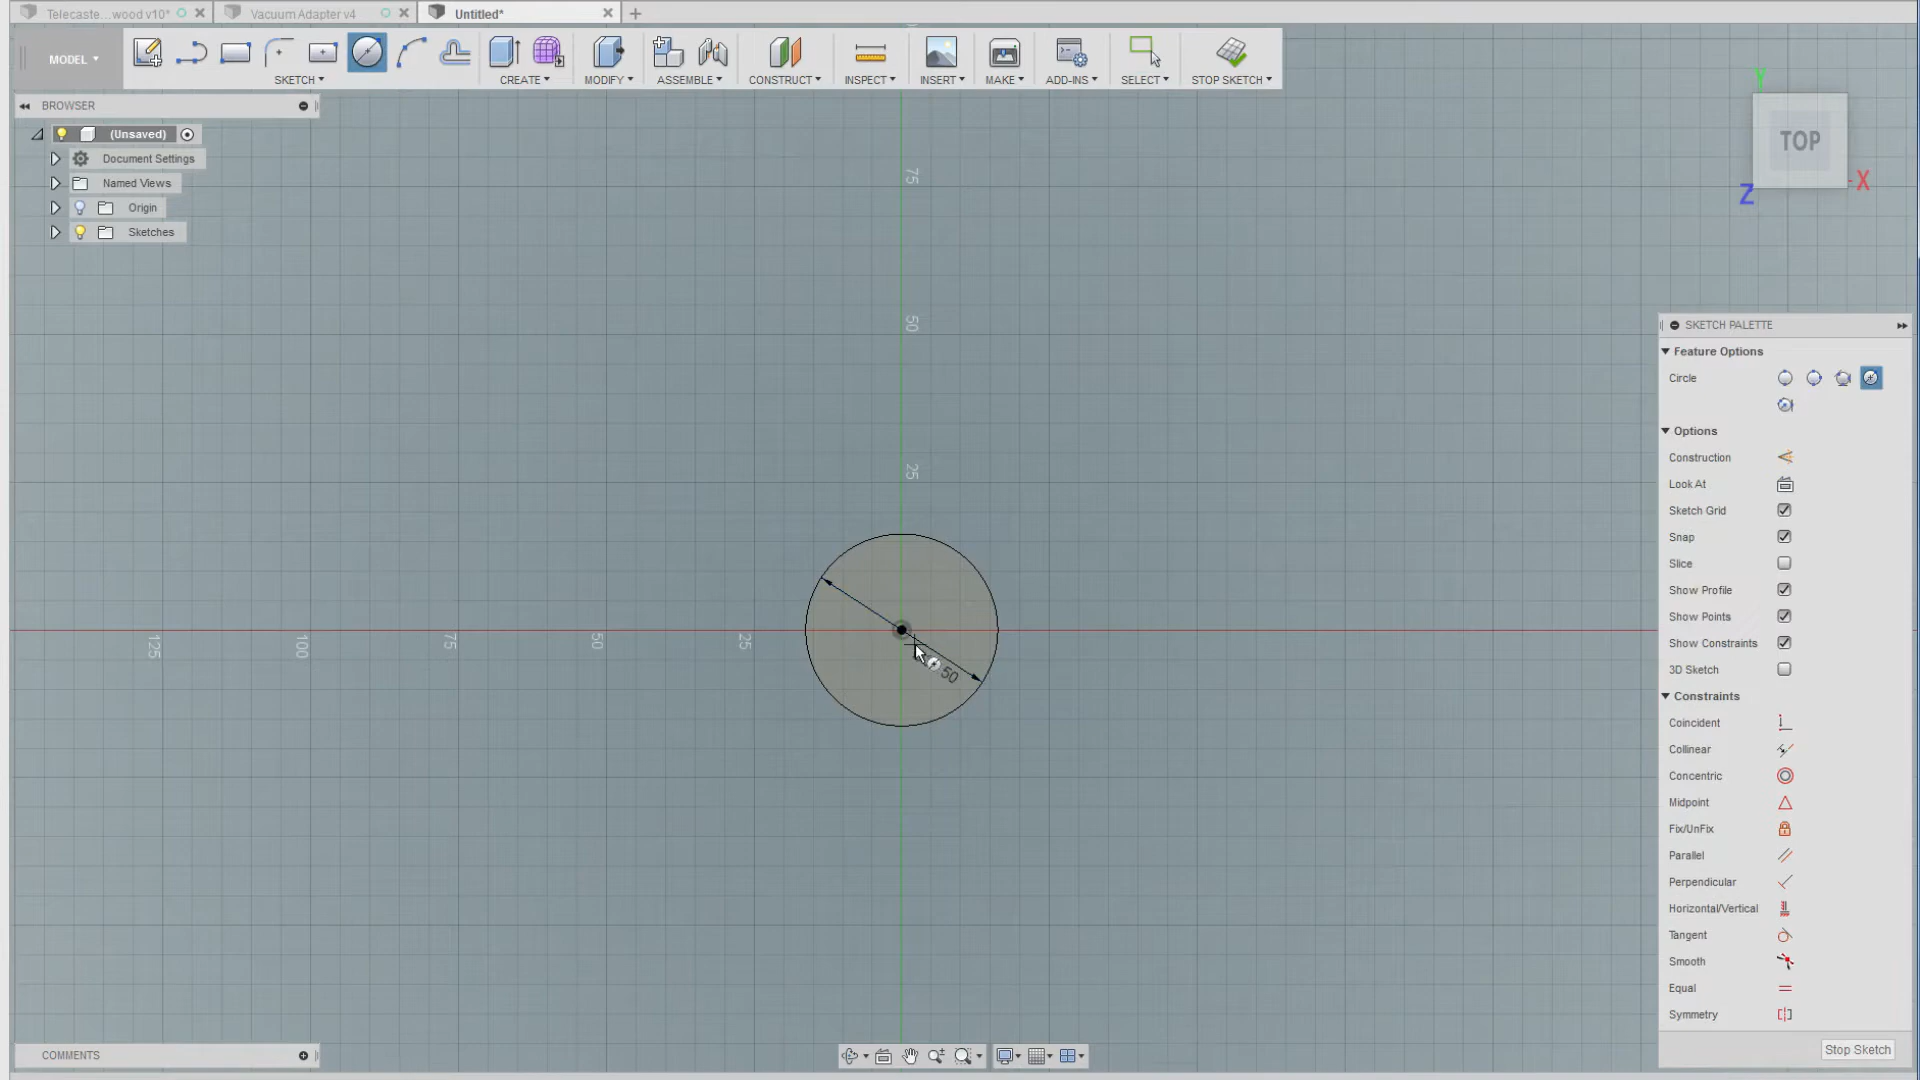 Telecaste...wood v10*
Vacuum Adapter v4
Untitled*
MODEL
SKETCH
CREATE
MODIFY
ASSEMBLE
CONSTRUCT
INSPECT
INSERT
MAKE
ADD-INS
SELECT
STOP SKETCH
BROWSER
(Unsaved)
Document Settings
Named Views
Origin
Sketches
TOP
Y
X
Z
75
50
25
125
100
75
50
25
SKETCH PALETTE
Feature Options
Circle
Options
Construction
Look At
Sketch Grid
Snap
Slice
Show Profile
Show Points
Show Constraints
3D Sketch
Constraints
Coincident
Collinear
Concentric
Midpoint
Fix/UnFix
Parallel
Perpendicular
Horizontal/Vertical
Tangent
Smooth
Equal
Symmetry
Stop Sketch
COMMENTS